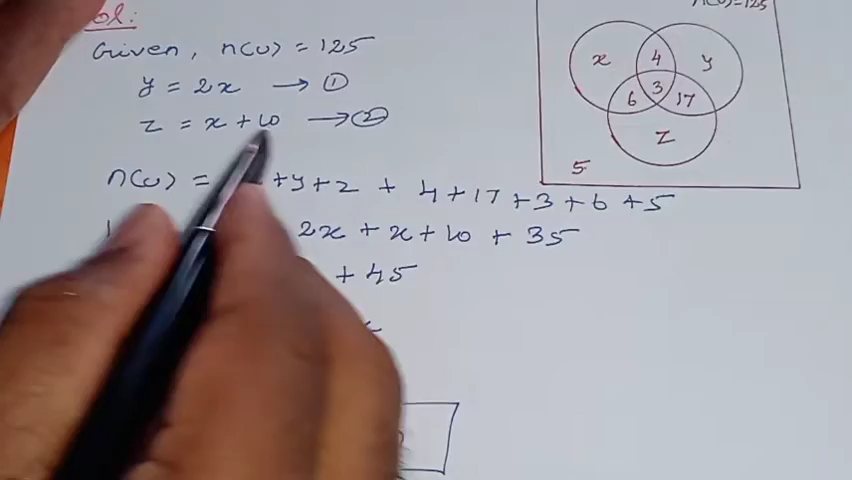 ol:
n(U)=125
Given, n(U) = 125
y = 2x → ①
z = x + 10 → ②
x 4 y
6 3 17
z
5
n(U) = + y + z + 4 + 17 + 3 + 6 + 5
2x + x + 10 + 35
+ 45